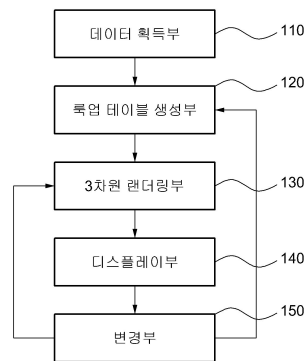 데이터 획득부
110
120
룩업 테이블 생성부
3차원 랜더링부
130
디스플레이부
140
150
변경부